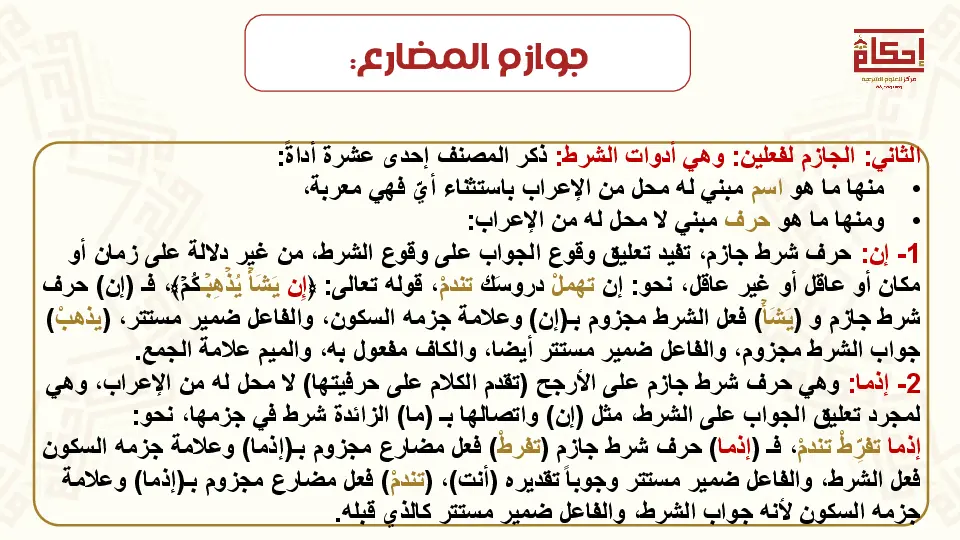 جوازم المضارع:
إحكام
مركز للعلوم الشرعية
الثاني: الجازم لفعلين: وهي أدوات الشرط: ذكر المصنف إحدى عشرة أداةً:
• منها ما هو اسم مبني له محل من الإعراب باستثناء أيّ فهي معربة،
• ومنها ما هو حرف مبني لا محل له من الإعراب:
1- إن: حرف شرط جازم، تفيد تعليق وقوع الجواب على وقوع الشرط، من غير دلالة على زمان أو
مكان أو عاقل أو غير عاقل، نحو: إن تهملْ دروسَك تندمْ، قوله تعالى: ﴿إِن يَشَأۡ يُذۡهِبۡكُمۡ﴾، فـ (إن) حرف
شرط جازم و (يَشَأۡ) فعل الشرط مجزوم بـ(إن) وعلامة جزمه السكون، والفاعل ضمير مستتر، (يذهبْ)
جواب الشرط مجزوم، والفاعل ضمير مستتر أيضا، والكاف مفعول به، والميم علامة الجمع.
2- إذما: وهي حرف شرط جازم على الأرجح (تقدم الكلام على حرفيتها) لا محل له من الإعراب، وهي
لمجرد تعليق الجواب على الشرط، مثل (إن) واتصالها بـ (ما) الزائدة شرط في جزمها، نحو:
إذما تفرّطْ تندمْ، فـ (إذما) حرف شرط جازم (تفرطْ) فعل مضارع مجزوم بـ(إذما) وعلامة جزمه السكون
فعل الشرط، والفاعل ضمير مستتر وجوباً تقديره (أنت)، (تندمْ) فعل مضارع مجزوم بـ(إذما) وعلامة
جزمه السكون لأنه جواب الشرط، والفاعل ضمير مستتر كالذي قبله.